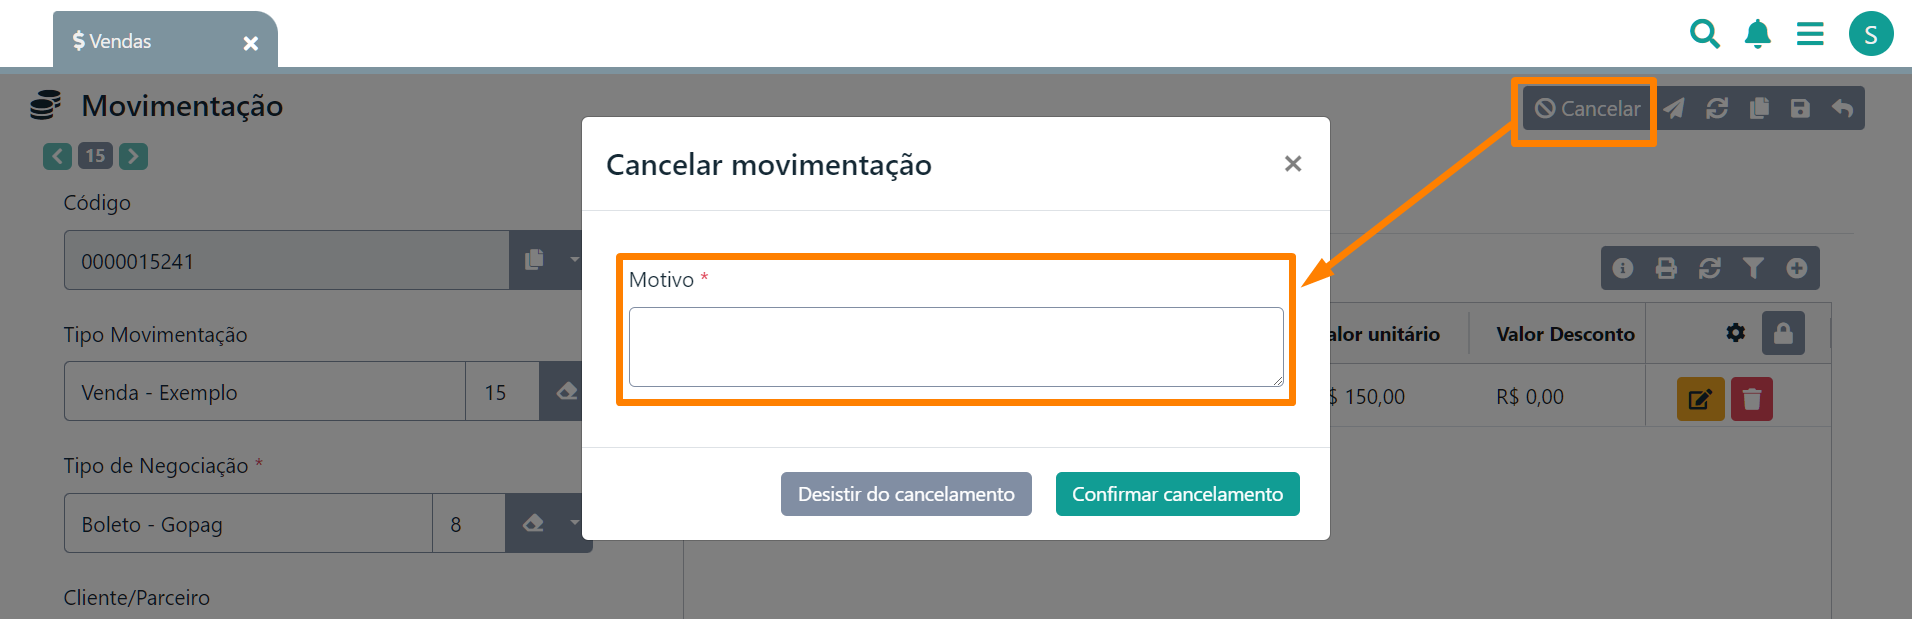 Vendas
S
Movimentação
Cancelar
15
Código
0000015241
Tipo Movimentação
Venda - Exemplo 15
Tipo de Negociação *
Boleto - Gopag 8
Cliente/Parceiro
Cancelar movimentação
Motivo *
Desistir do cancelamento Confirmar cancelamento
alor unitário Valor Desconto
$ 150,00 R$ 0,00